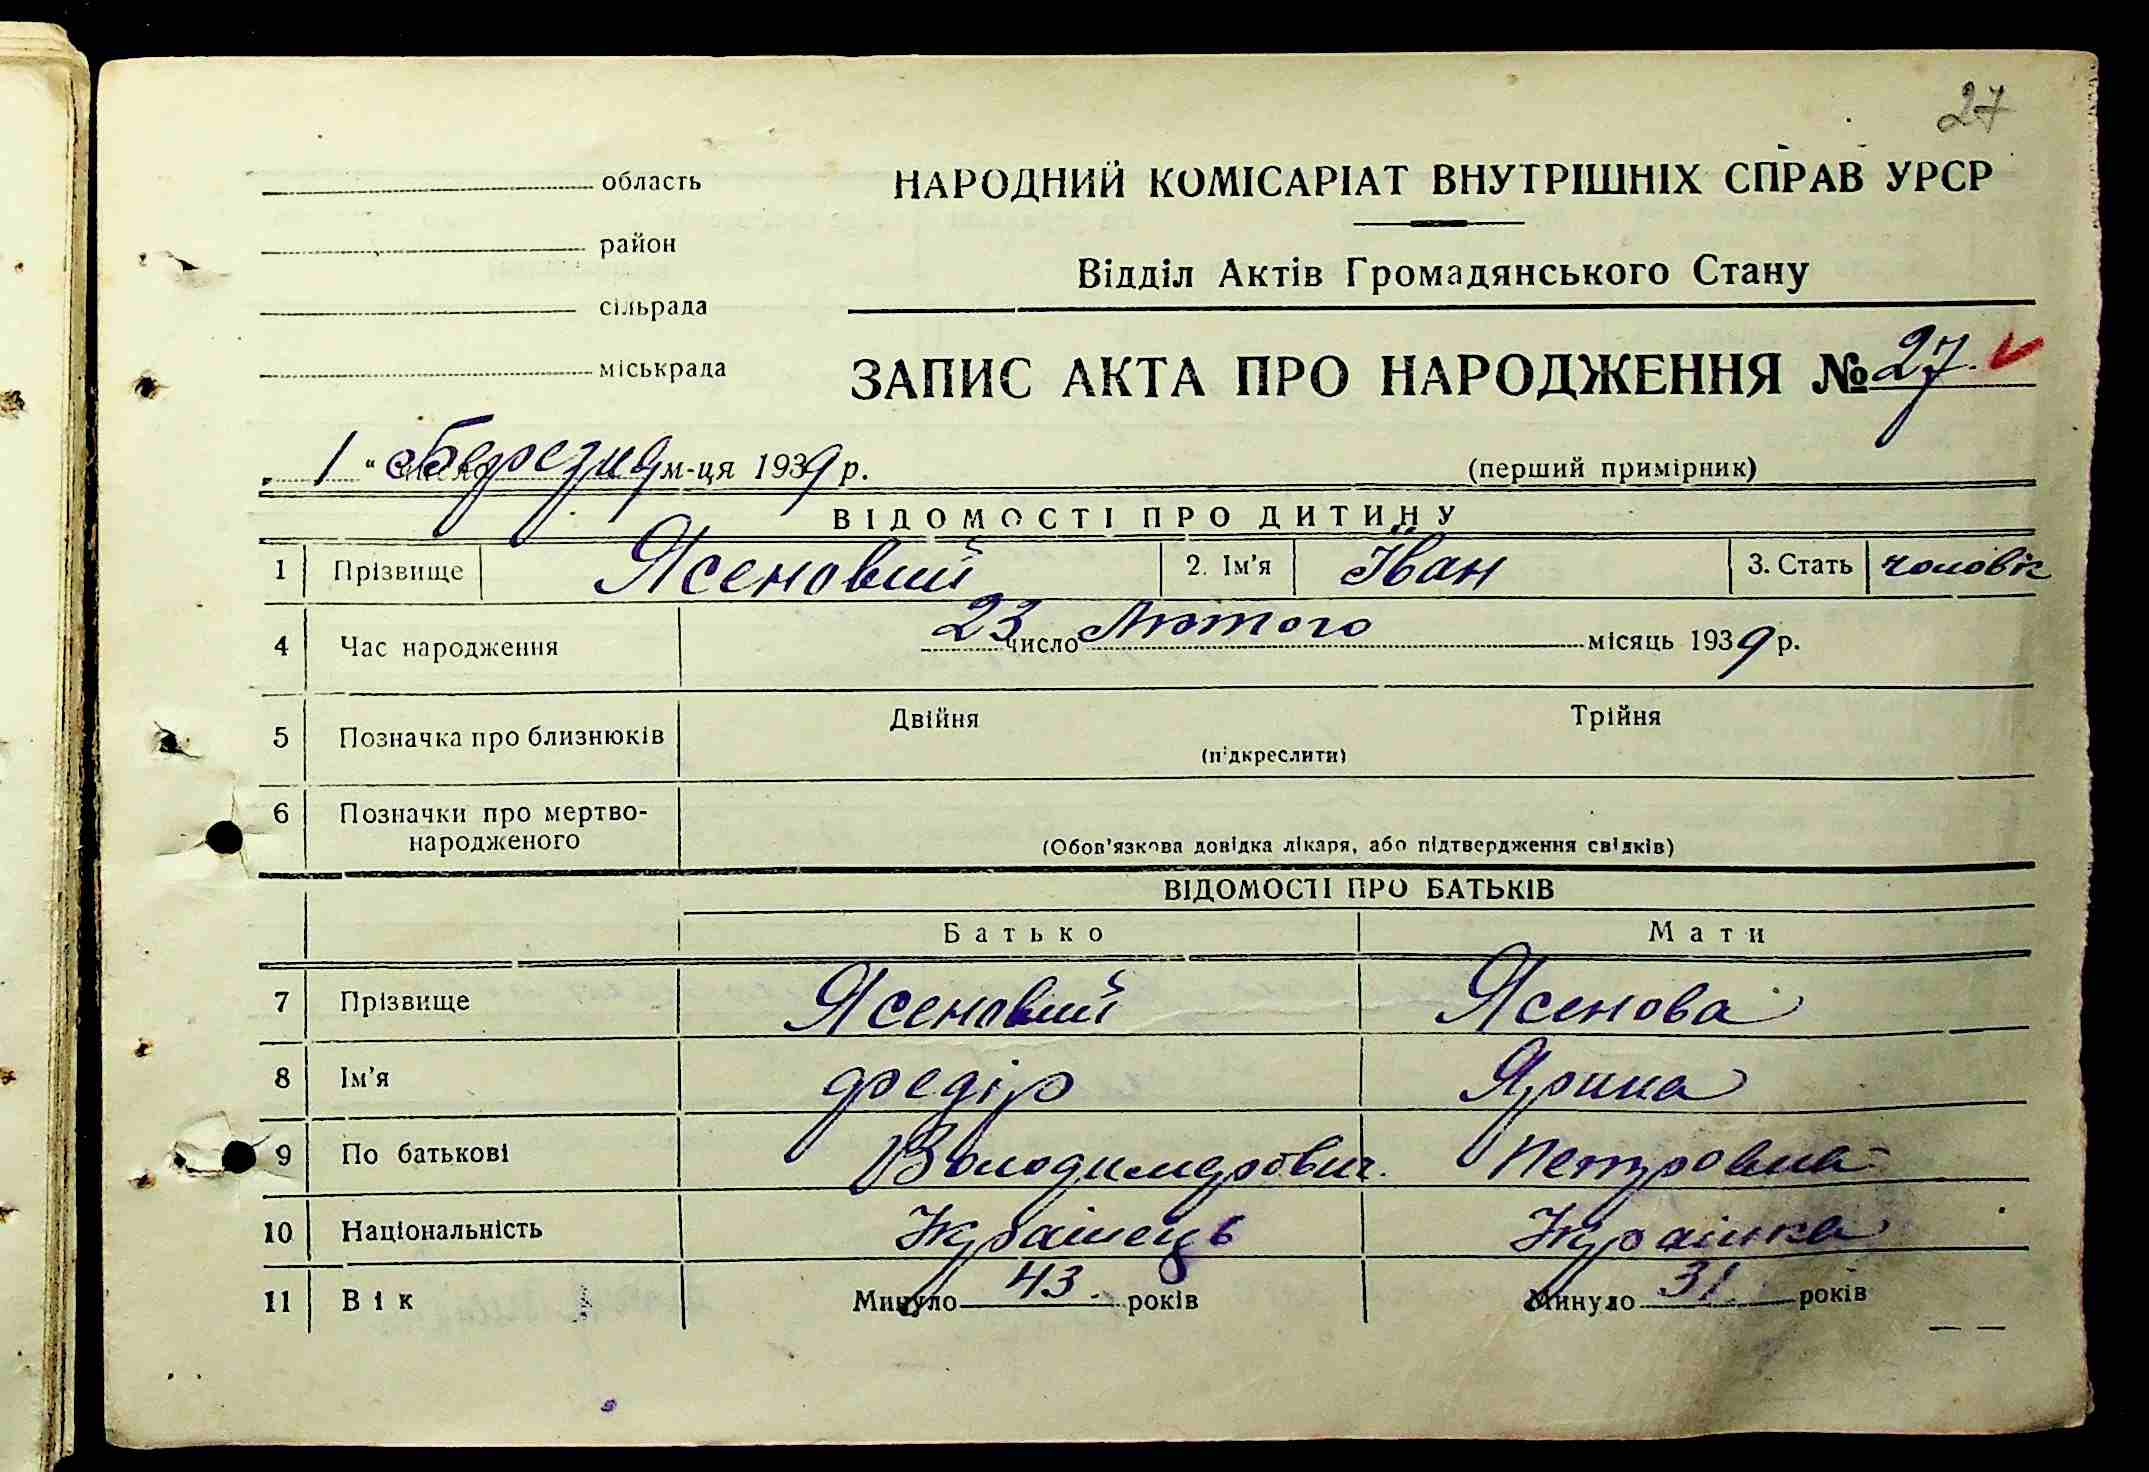 27
область
район
сільрада
міськрада
НАРОДНИЙ КОМІСАРІАТ ВНУТРІШНІХ СПРАВ УРСР
Відділ Актів Громадянського Стану
ЗАПИС АКТА ПРО НАРОДЖЕННЯ № 27.
„ 1 “ Березня м-ця 1939 р.
(перший примірник)
ВІДОМОСТІ ПРО ДИТИНУ
1 Прізвище Ясеновий 2. Ім'я Іван 3. Стать чоловік
4 Час народження 23 число Лютого місяць 1939 р.
5 Позначка про близнюків Двійня Трійня
(підкреслити)
6 Позначки про мертво-
народженого
(Обов'язкова довідка лікаря, або підтвердження свідків)
ВІДОМОСТІ ПРО БАТЬКІВ
Батько Мати
7 Прізвище Ясеновий Ясенова
8 Ім'я Федір Ярина
9 По батькові Володимирович. Петровна
10 Національність Українець Українка
11 Вік Минуло 43 років Минуло 31 років